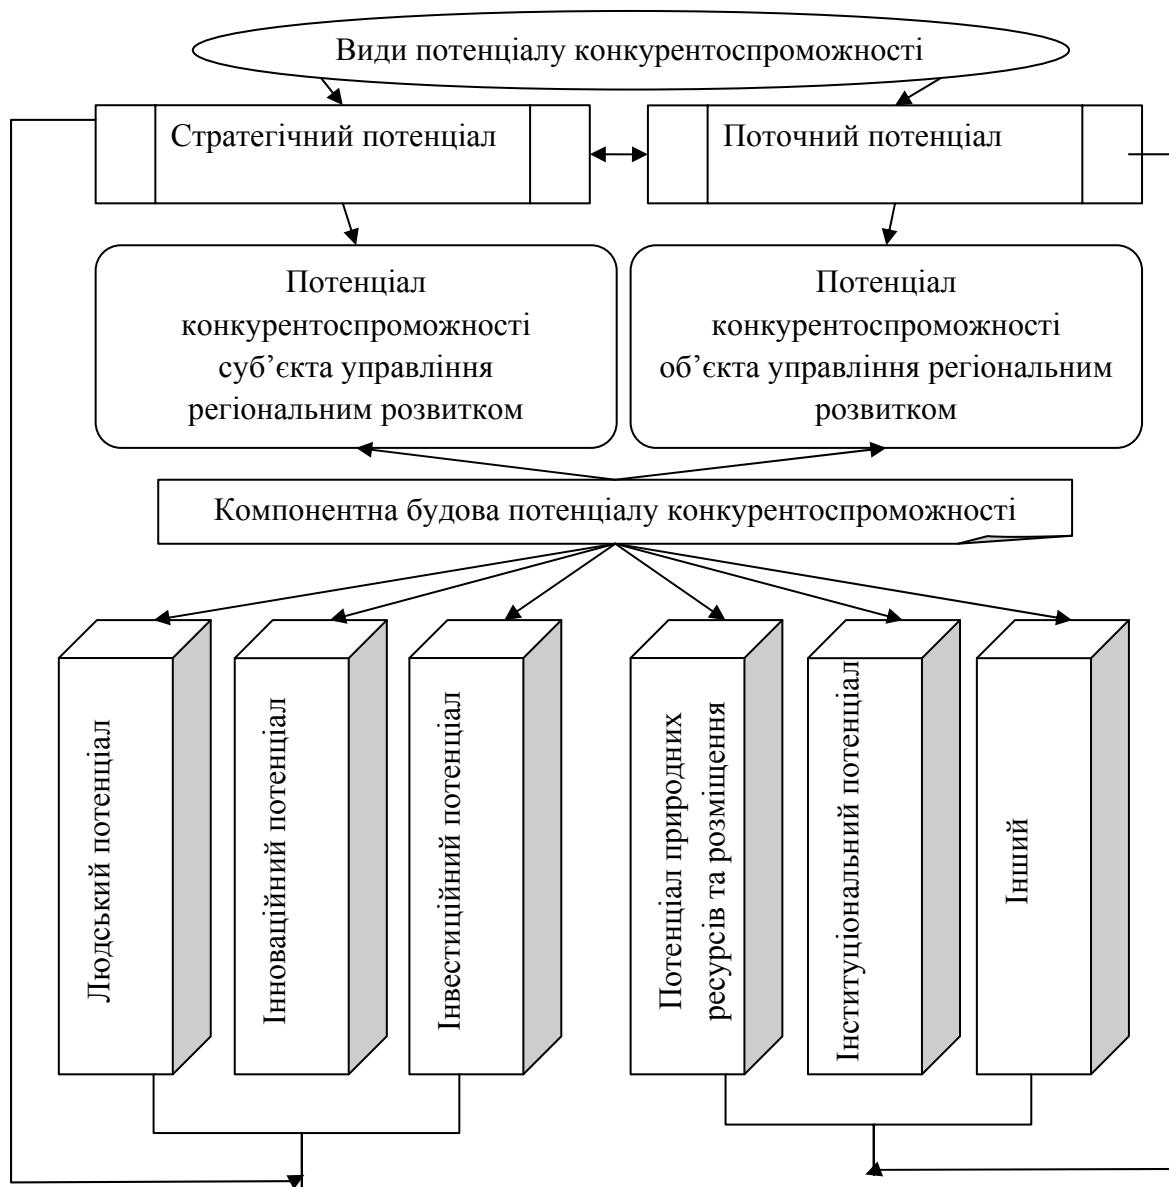 Види потенціалу конкурентоспроможності
Стратегічний потенціал
Поточний потенціал
Потенціал
конкурентоспроможності
суб’єкта управління
регіональним розвитком
Потенціал
конкурентоспроможності
об’єкта управління регіональним
розвитком
Компонентна будова потенціалу конкурентоспроможності
Людський потенціал
Інноваційний потенціал
Інвестиційний потенціал
Потенціал природних
ресурсів та розміщення
Інституціональний потенціал
Інший